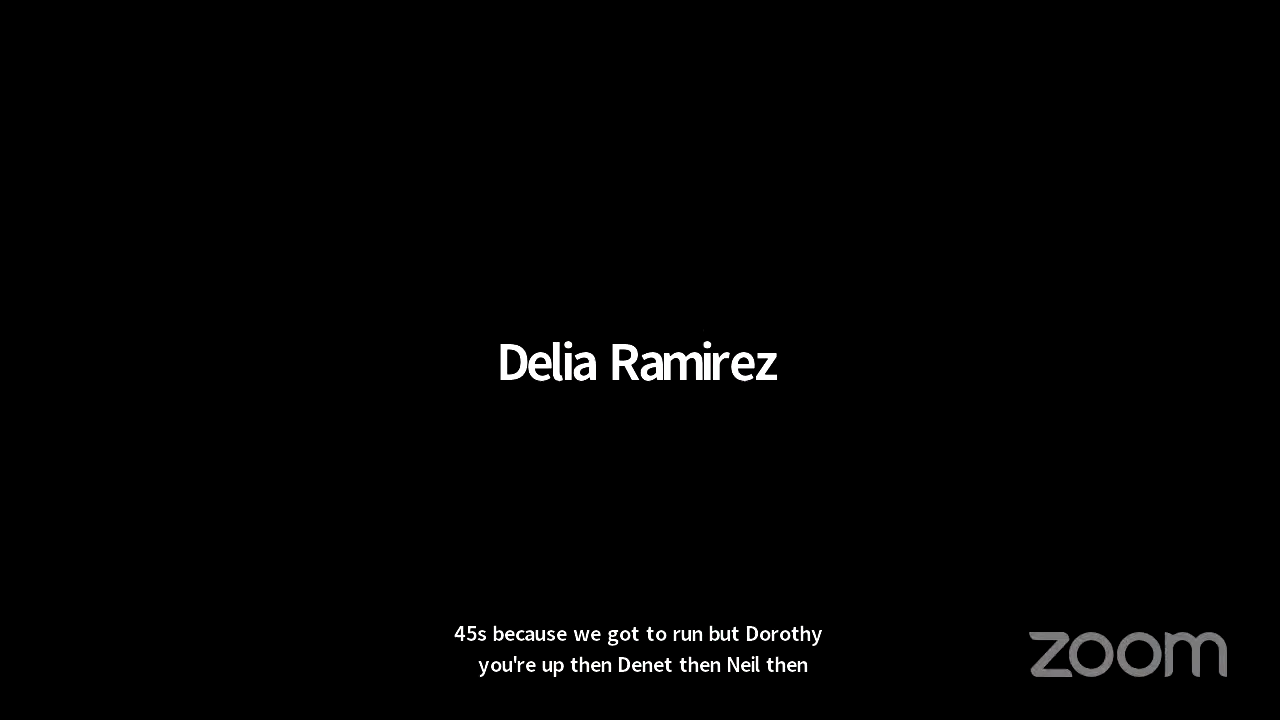 Delia Ramirez
45s because we got to run but Dorothy
you're up then Denet then Neil then
zoom